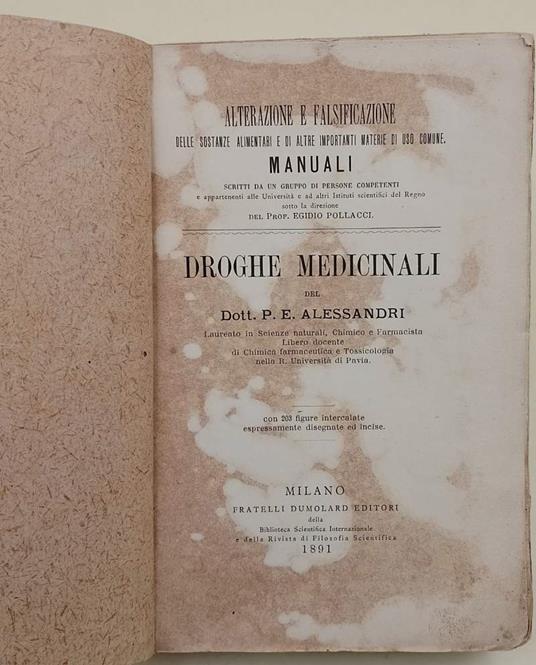 ALTERAZIONE E FALSIFICAZIONE
DELLE SOSTANZE ALIMENTARI E DI ALTRE IMPORTANTI MATERIE DI USO COMUNE.
MANUALI
SCRITTI DA UN GRUPPO DI PERSONE COMPETENTI
e appartenenti alle Università e ad altri Istituti scientifici del Regno
sotto la direzione
DEL PROF. EGIDIO POLLACCI.
DROGHE MEDICINALI
DEL
Dott. P. E. ALESSANDRI
Laureato in Scienze naturali, Chimico e Farmacista
Libero docente
di Chimica farmaceutica e Tossicologia
nella R. Università di Pavia.
con 203 figure intercalate
espressamente disegnate ed incise.
MILANO
FRATELLI DUMOLARD EDITORI
della
Biblioteca Scientifica Internazionale
e della Rivista di Filosofia Scientifica
1891